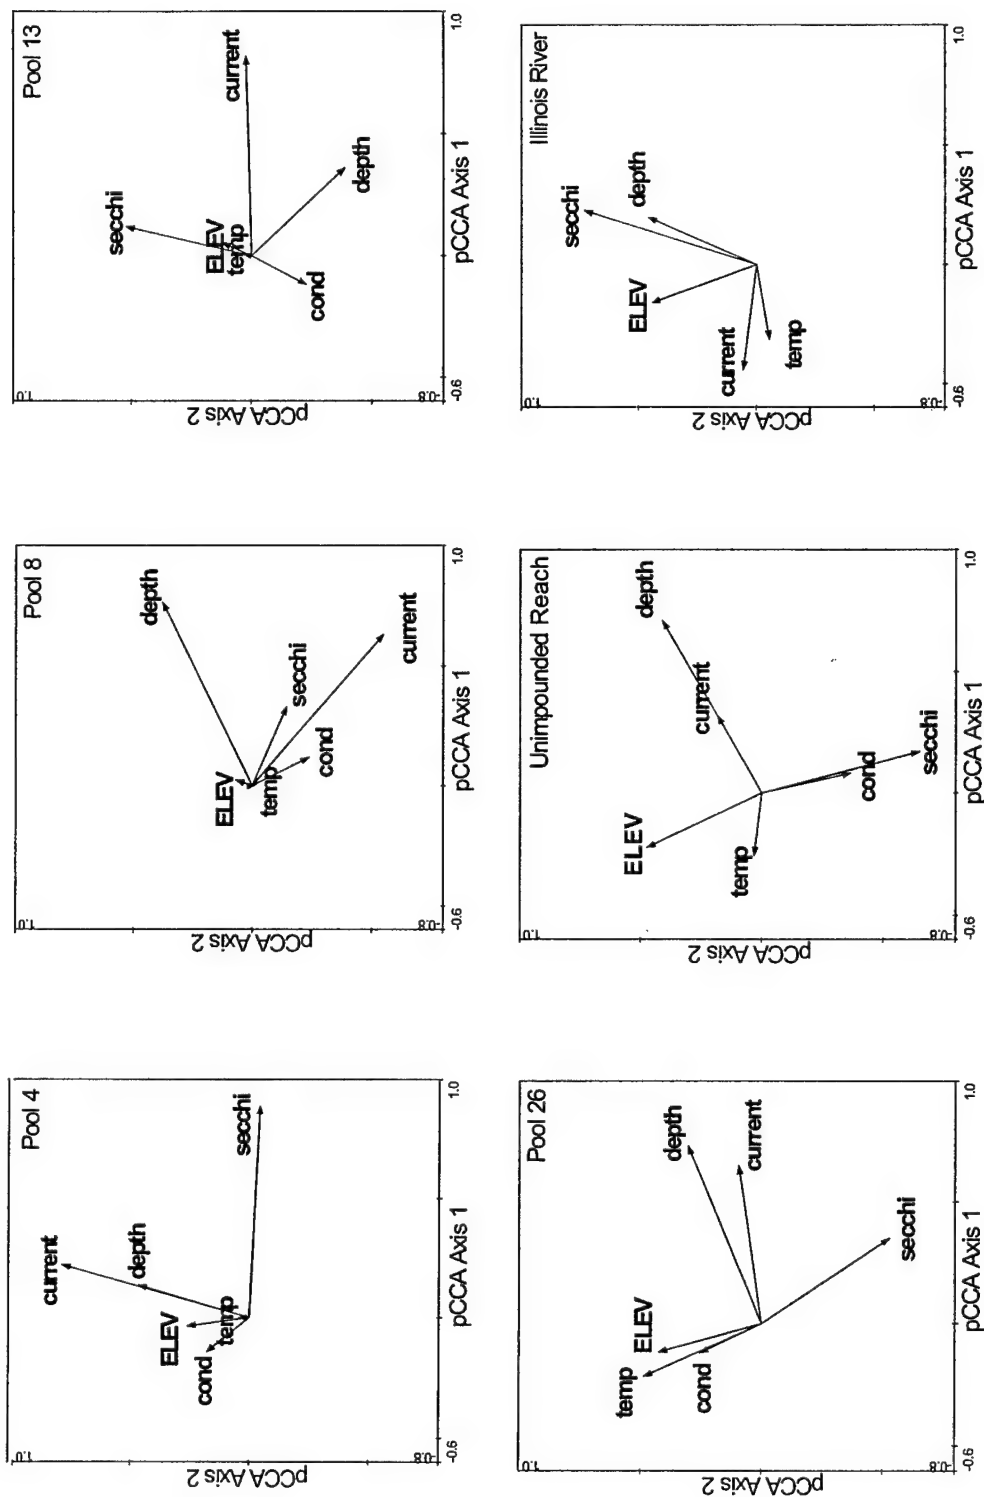 Pool 4
current
depth
ELEV
temp
cond
secchi
1.0
-0.8
pCCA Axis 2
-0.6
1.0
pCCA Axis 1
Pool 8
depth
ELEV
temp
secchi
cond
current
1.0
-0.8
pCCA Axis 2
-0.6
1.0
pCCA Axis 1
Pool 13
secchi
current
ELEV
temp
cond
depth
1.0
-0.8
pCCA Axis 2
-0.6
1.0
pCCA Axis 1
Pool 26
depth
ELEV
temp
current
cond
secchi
1.0
-0.8
pCCA Axis 2
-0.6
1.0
pCCA Axis 1
Unimpounded Reach
depth
ELEV
current
temp
cond
secchi
1.0
-0.8
pCCA Axis 2
-0.6
1.0
pCCA Axis 1
Illinois River
secchi
depth
ELEV
current
temp
1.0
-0.8
pCCA Axis 2
-0.6
1.0
pCCA Axis 1